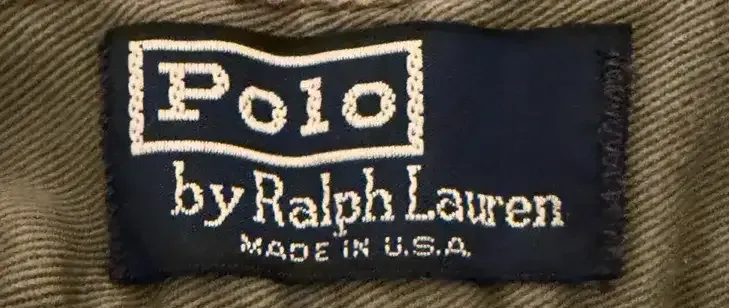 Polo
by Ralph Lauren
MADE IN U.S.A.